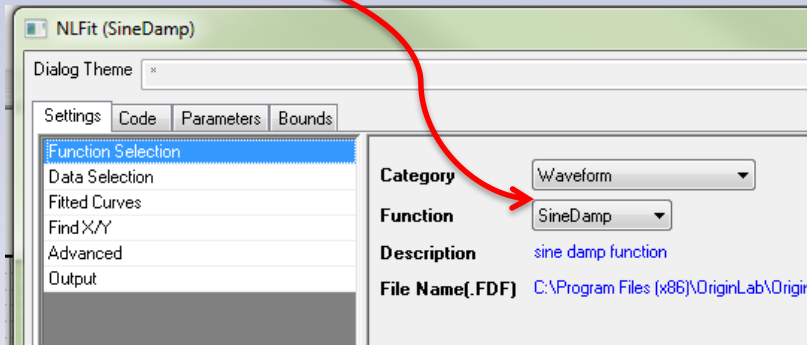 NLFit (SineDamp)
Dialog Theme *
Settings Code Parameters Bounds
Function Selection
Data Selection
Fitted Curves
Find X/Y
Advanced
Output
Category Waveform
Function SineDamp
Description sine damp function
File Name(.FDF) C:\Program Files (x86)\OriginLab\Origin